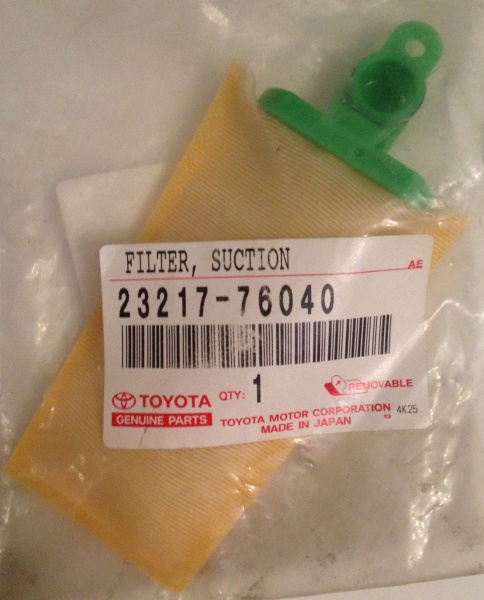 FILTER, SUCTION
AE
23217-76040
TOYOTA QTY: 1 REMOVABLE
GENUINE PARTS
TOYOTA MOTOR CORPORATION 4K25
MADE IN JAPAN